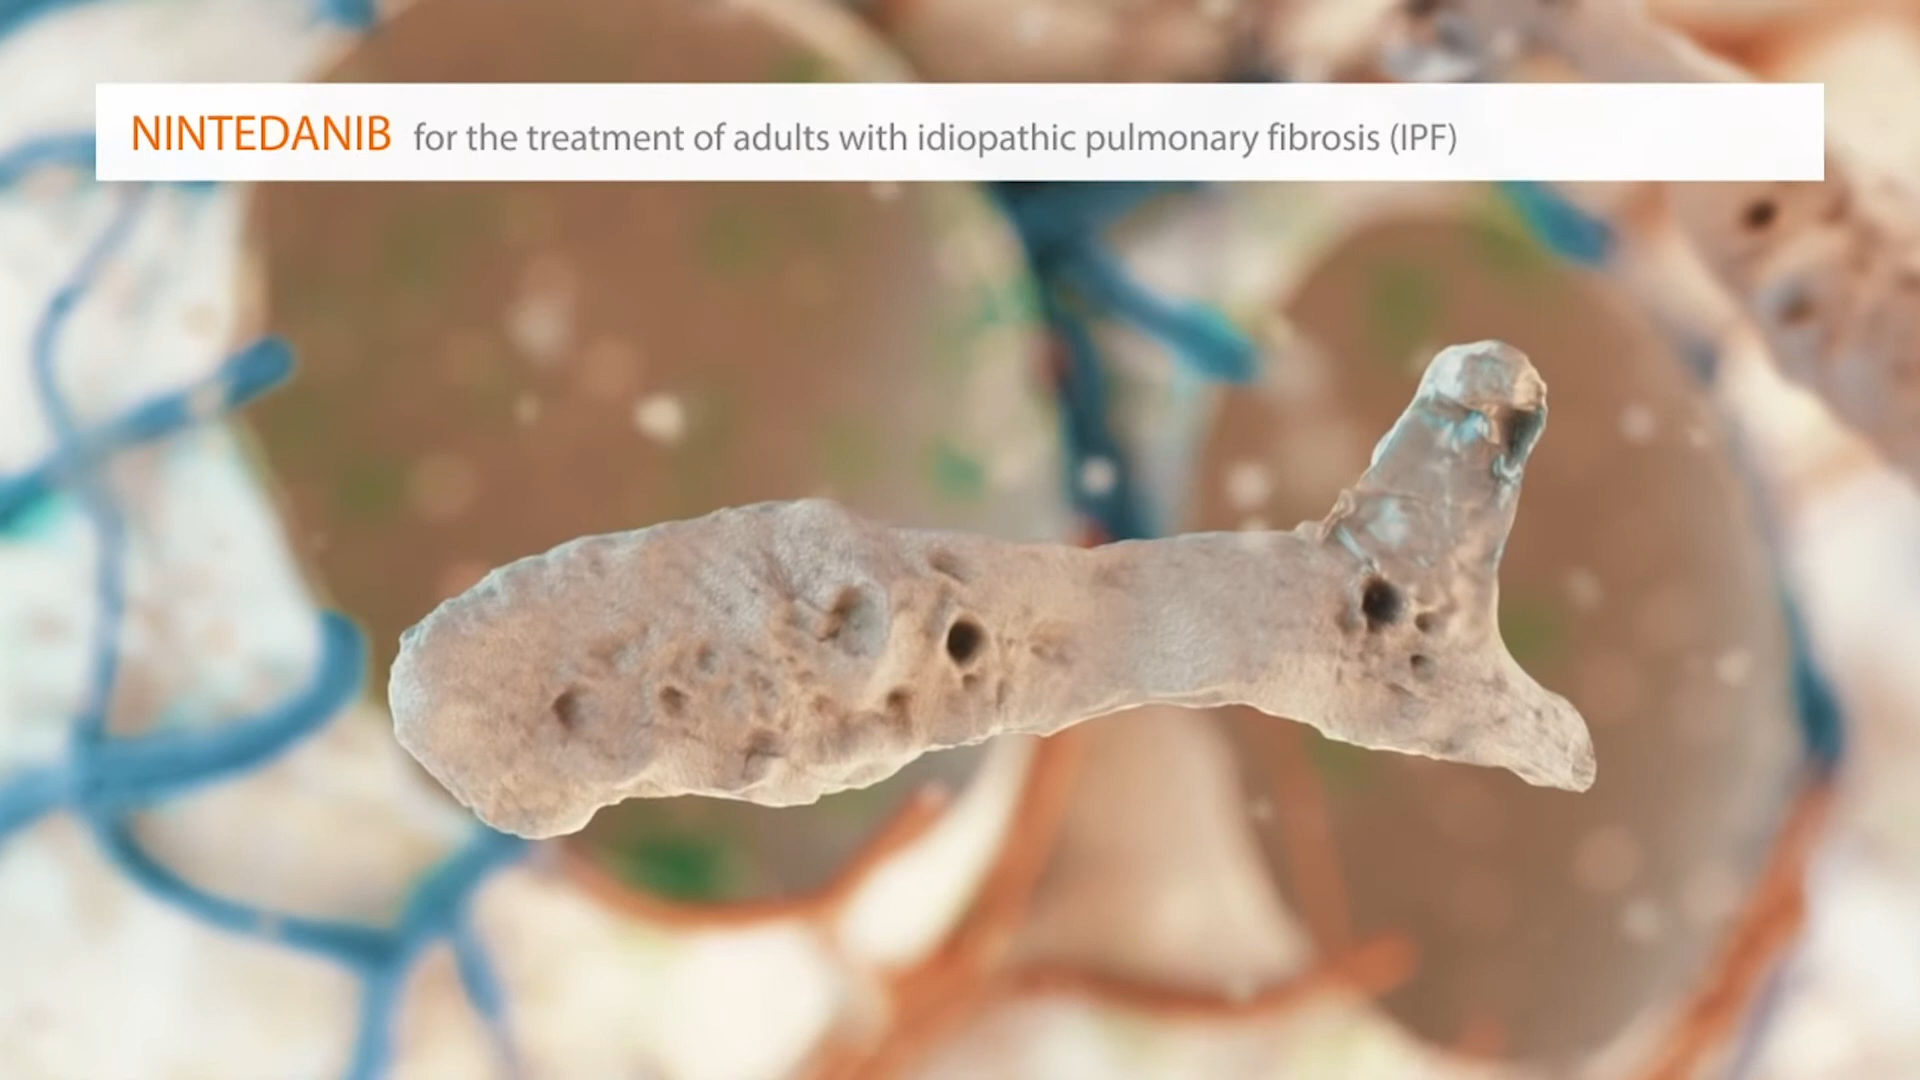 NINTEDANIB for the treatment of adults with idiopathic pulmonary fibrosis (IPF)